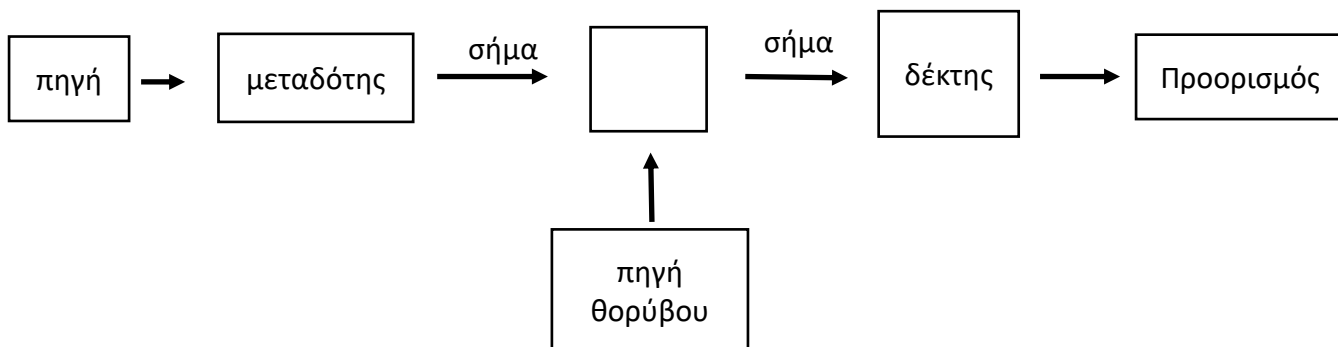 πηγή
μεταδότης
σήμα
σήμα
δέκτης
Προορισμός
πηγή
θορύβου